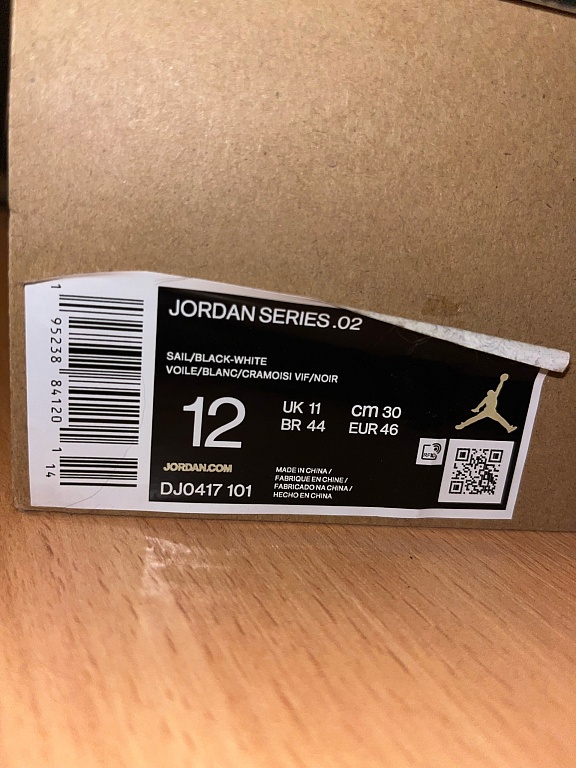 JORDAN SERIES .02
SAIL/BLACK-WHITE
VOILE/BLANC/CRAMOISI VIF/NOIR
12
UK 11
BR 44
cm 30
EUR 46
JORDAN.COM
DJ0417 101
MADE IN CHINA /
FABRIQUE EN CHINE /
FABRICADO NA CHINA /
HECHO EN CHINA
RFID
1 95238 84120 1 14